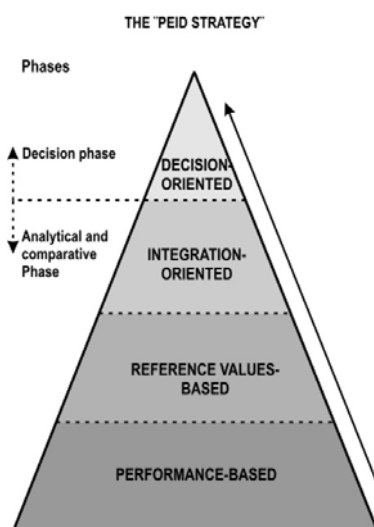 THE "PEID STRATEGY"
Phases
Decision phase
DECISION-
ORIENTED
Analytical and
comparative
Phase
INTEGRATION-
ORIENTED
REFERENCE VALUES-
BASED
PERFORMANCE-BASED